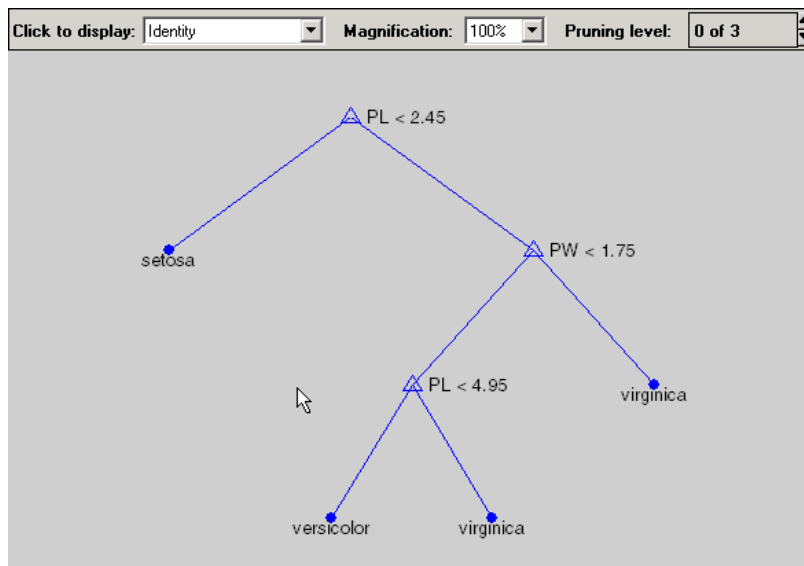 Click to display: Identity Magnification: 100% Pruning level: 0 of 3
PL < 2.45
setosa
PW < 1.75
PL < 4.95
virginica
versicolor
virginica